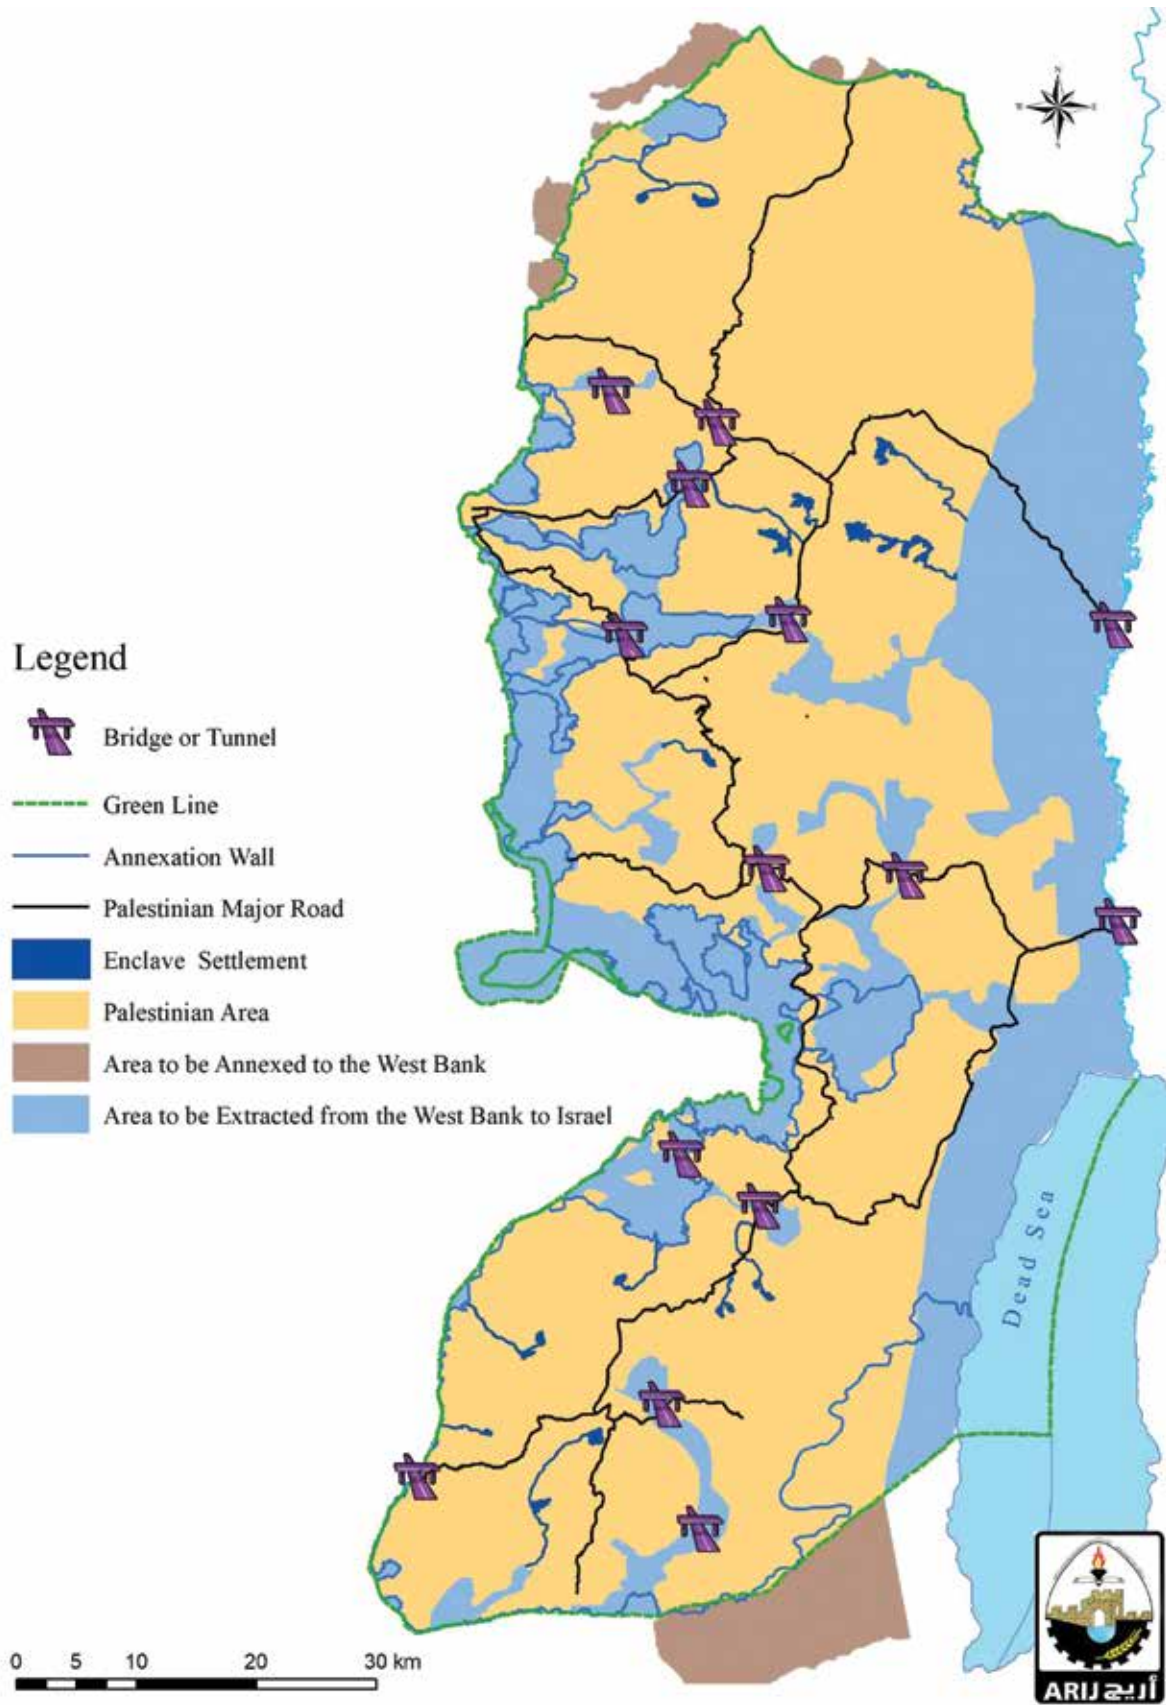 N
W E
S
Legend
Bridge or Tunnel
Green Line
Annexation Wall
Palestinian Major Road
Enclave Settlement
Palestinian Area
Area to be Annexed to the West Bank
Area to be Extracted from the West Bank to Israel
Dead Sea
0 5 10 20 30 km
ARIJ أريج